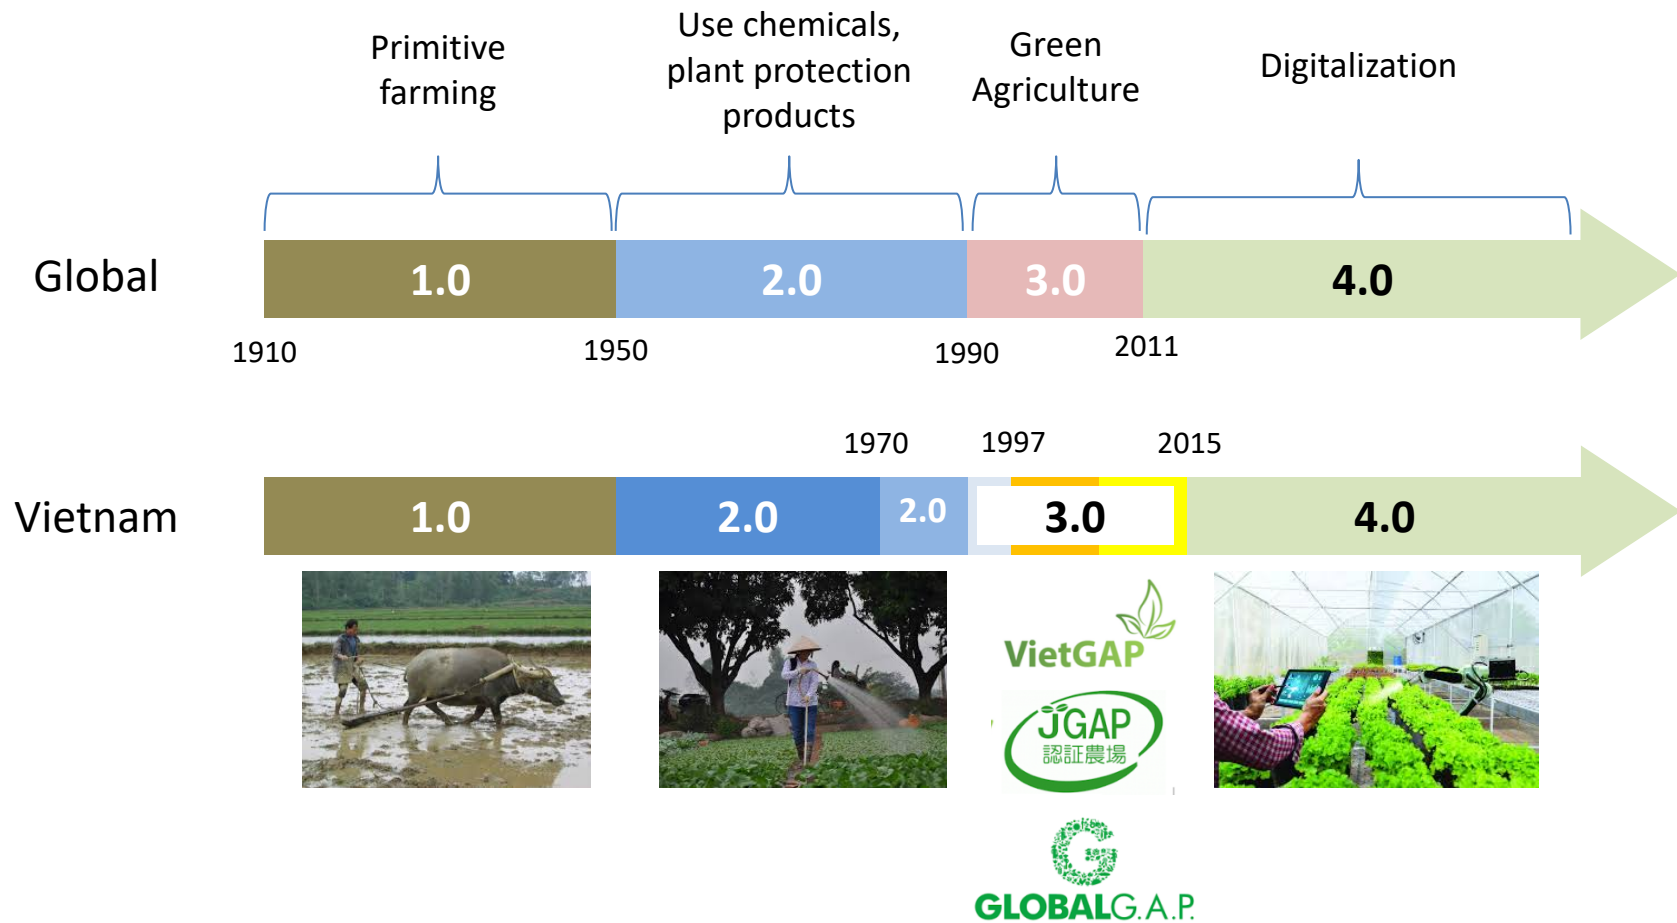 Primitive
farming
Use chemicals,
plant protection
products
Green
Agriculture
Digitalization
Global
1.0
2.0
3.0
4.0
1910
1950
1990
2011
1970
1997
2015
Vietnam
1.0
2.0
2.0
3.0
4.0
VietGAP
JGAP
認証農場
G
GLOBALG.A.P.